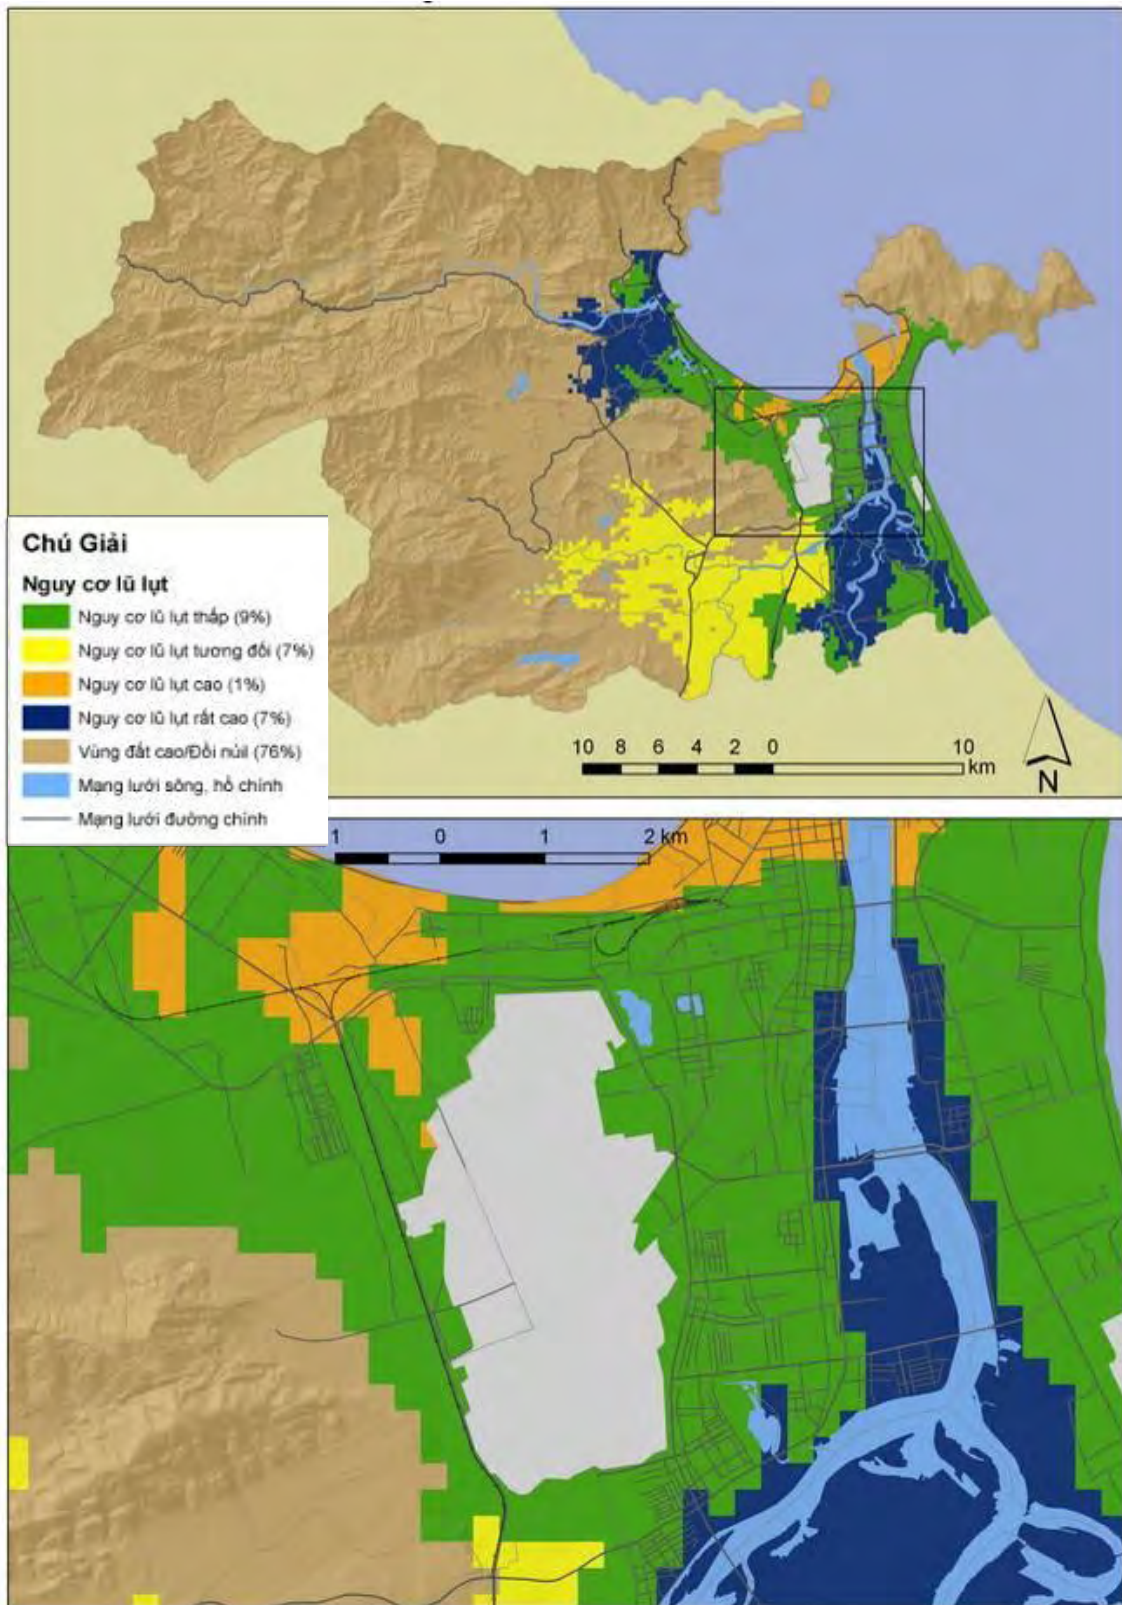 Chú Giải
Nguy cơ lũ lụt
Nguy cơ lũ lụt thấp (9%)
Nguy cơ lũ lụt tương đối (7%)
Nguy cơ lũ lụt cao (1%)
Nguy cơ lũ lụt rất cao (7%)
Vùng đất cao/Đồi núiI (76%)
Mạng lưới sông, hồ chính
Mạng lưới đường chính
10 8 6 4 2 0 10
km
N
1 0 1 2 km